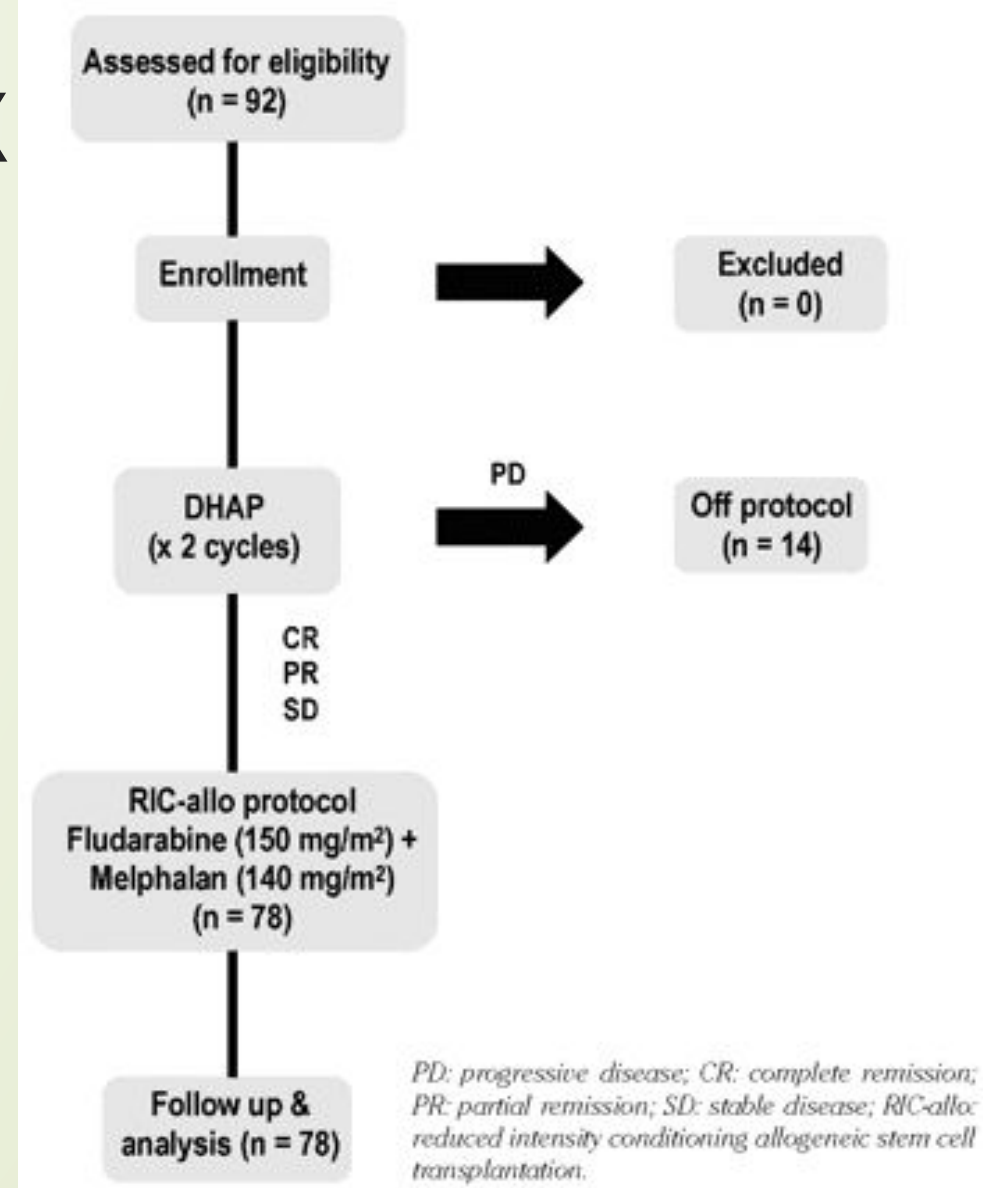 Assessed for eligibility
(n = 92)
Enrollment
Excluded
(n = 0)
DHAP
(x 2 cycles)
PD
Off protocol
(n = 14)
CR
PR
SD
RIC-allo protocol
Fludarabine (150 mg/m²) +
Melphalan (140 mg/m²)
(n = 78)
Follow up &
analysis (n = 78)
PD: progressive disease; CR: complete remission;
PR: partial remission; SD: stable disease; RIC-allo:
reduced intensity conditioning allogeneic stem cell
transplantation.